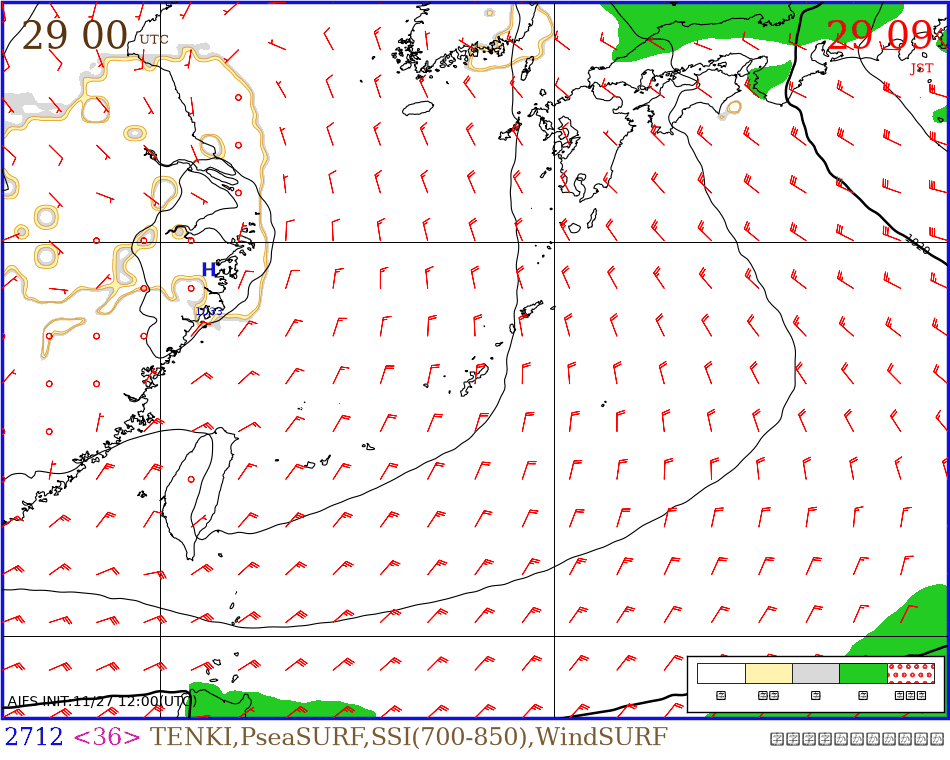 29 00 UTC
29 09
JST
1020
H
1033
AIFS INIT:11/27 12:00(UTC)
2712 <36> TENKI,PseaSURF,SSI(700-850),WindSURF